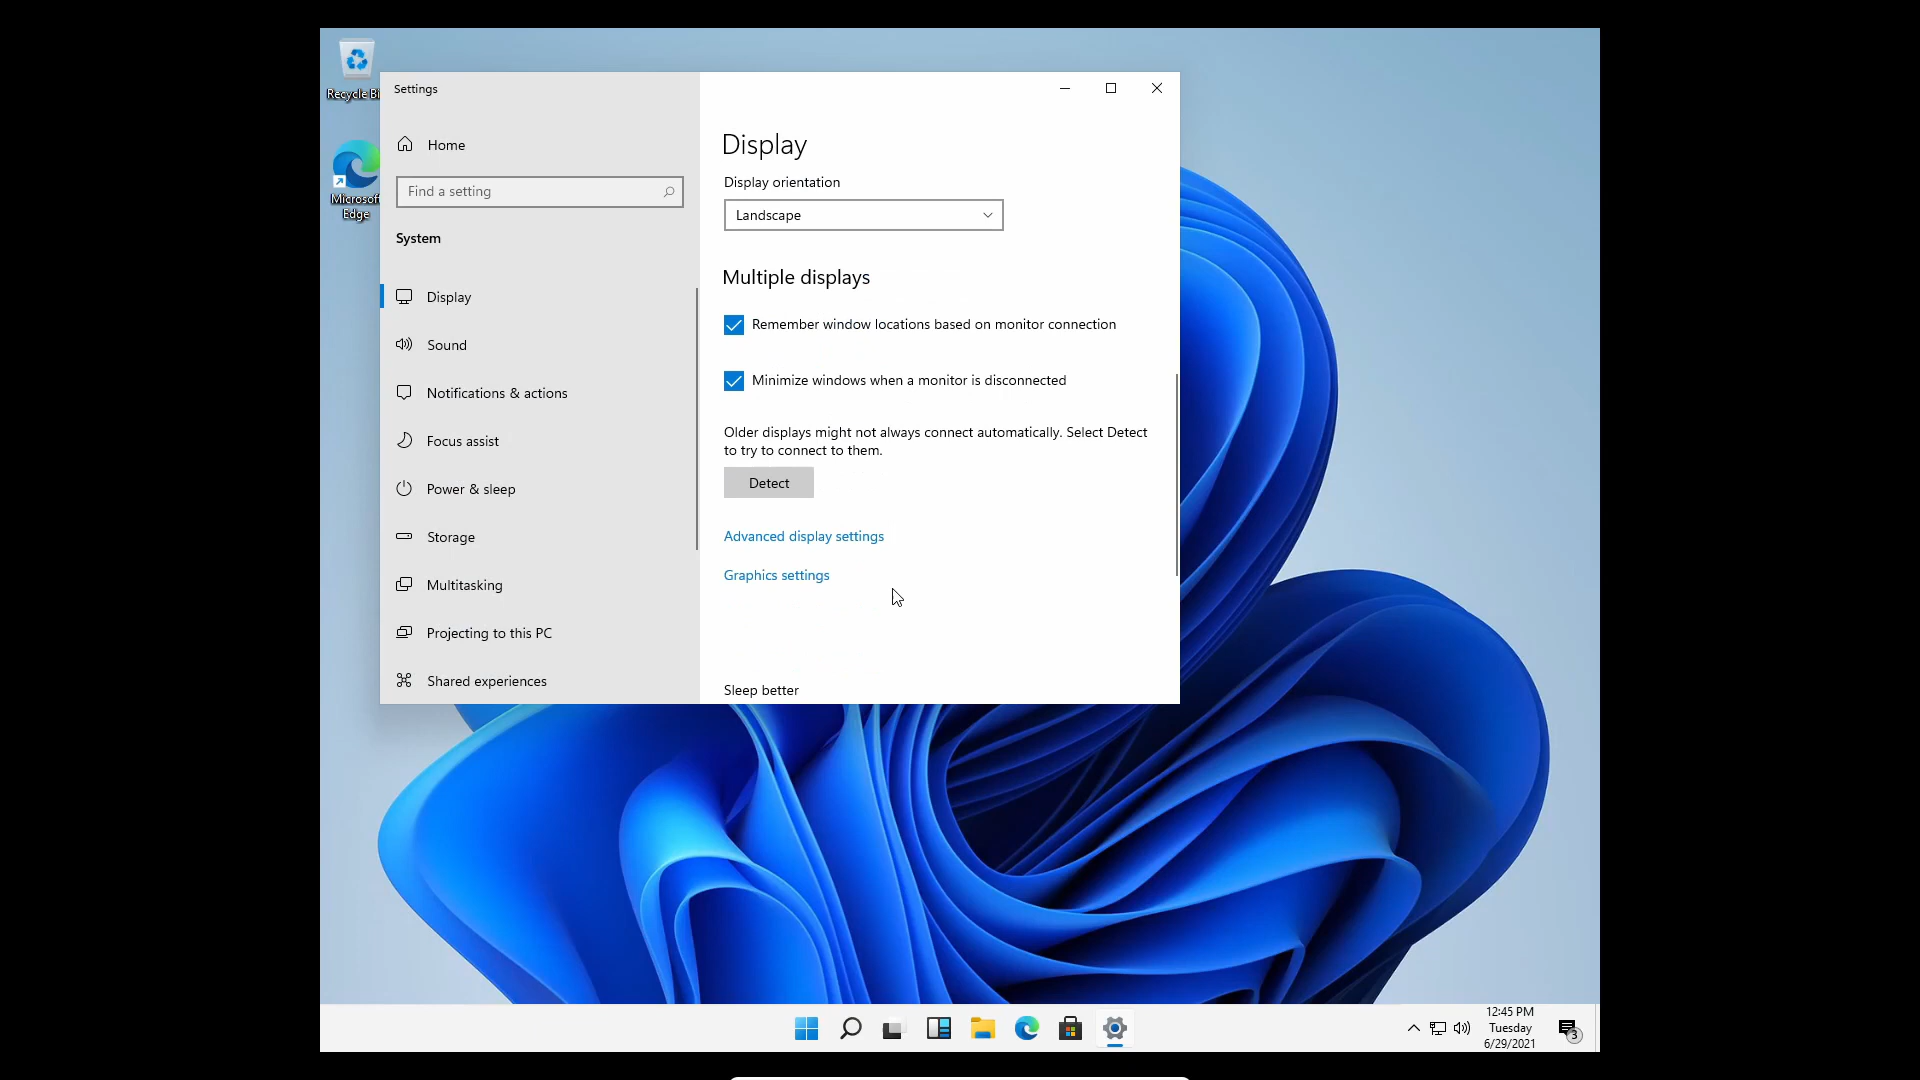 Recycle Bi
Microsoft
Edge
Settings
Home
Find a setting
System
Display
Sound
Notifications & actions
Focus assist
Power & sleep
Storage
Multitasking
Projecting to this PC
Shared experiences
Display
Display orientation
Landscape
Multiple displays
Remember window locations based on monitor connection
Minimize windows when a monitor is disconnected
Older displays might not always connect automatically. Select Detect
to try to connect to them.
Detect
Advanced display settings
Graphics settings
Sleep better
12:45 PM
Tuesday
6/29/2021
3